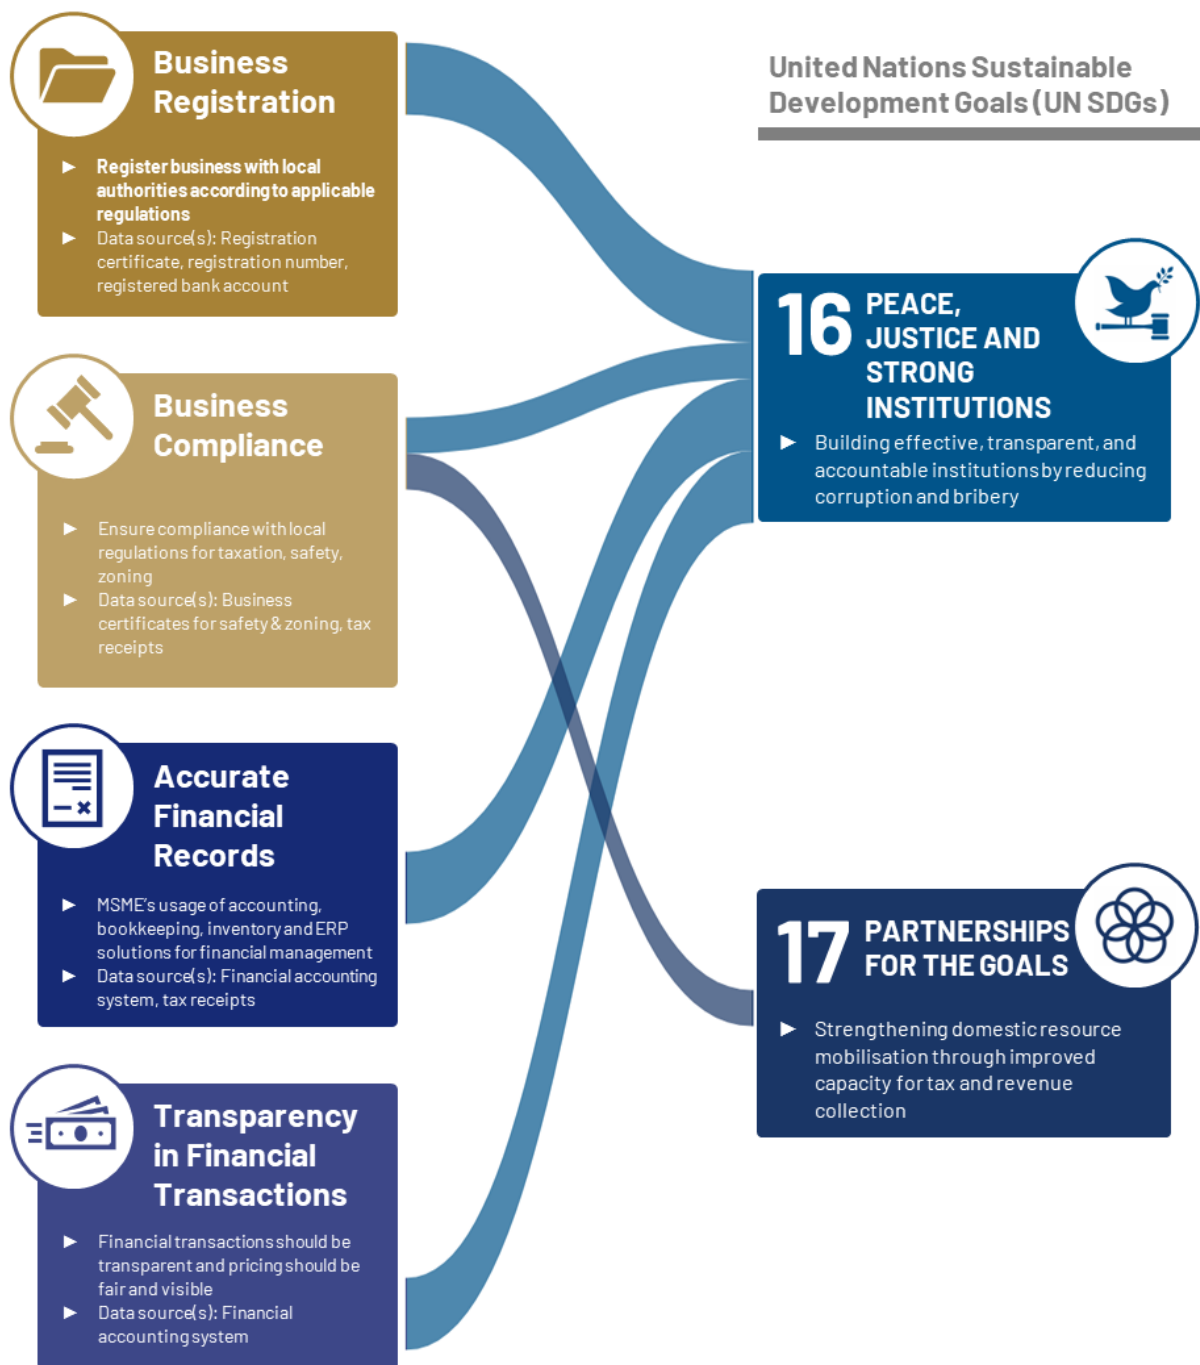 Business
Registration
► Register business with local
authorities according to applicable
regulations
► Data source(s): Registration
certificate, registration number,
registered bank account
Business
Compliance
► Ensure compliance with local
regulations for taxation, safety,
zoning
► Data source(s): Business
certificates for safety & zoning, tax
receipts
Accurate
Financial
Records
► MSME's usage of accounting,
bookkeeping, inventory and ERP
solutions for financial management
► Data source(s): Financial accounting
system, tax receipts
Transparency
in Financial
Transactions
► Financial transactions should be
transparent and pricing should be
fair and visible
► Data source(s): Financial
accounting system
United Nations Sustainable
Development Goals (UN SDGs)
16 PEACE,
JUSTICE AND
STRONG
INSTITUTIONS
► Building effective, transparent, and
accountable institutions by reducing
corruption and bribery
17 PARTNERSHIPS
FOR THE GOALS
► Strengthening domestic resource
mobilisation through improved
capacity for tax and revenue
collection